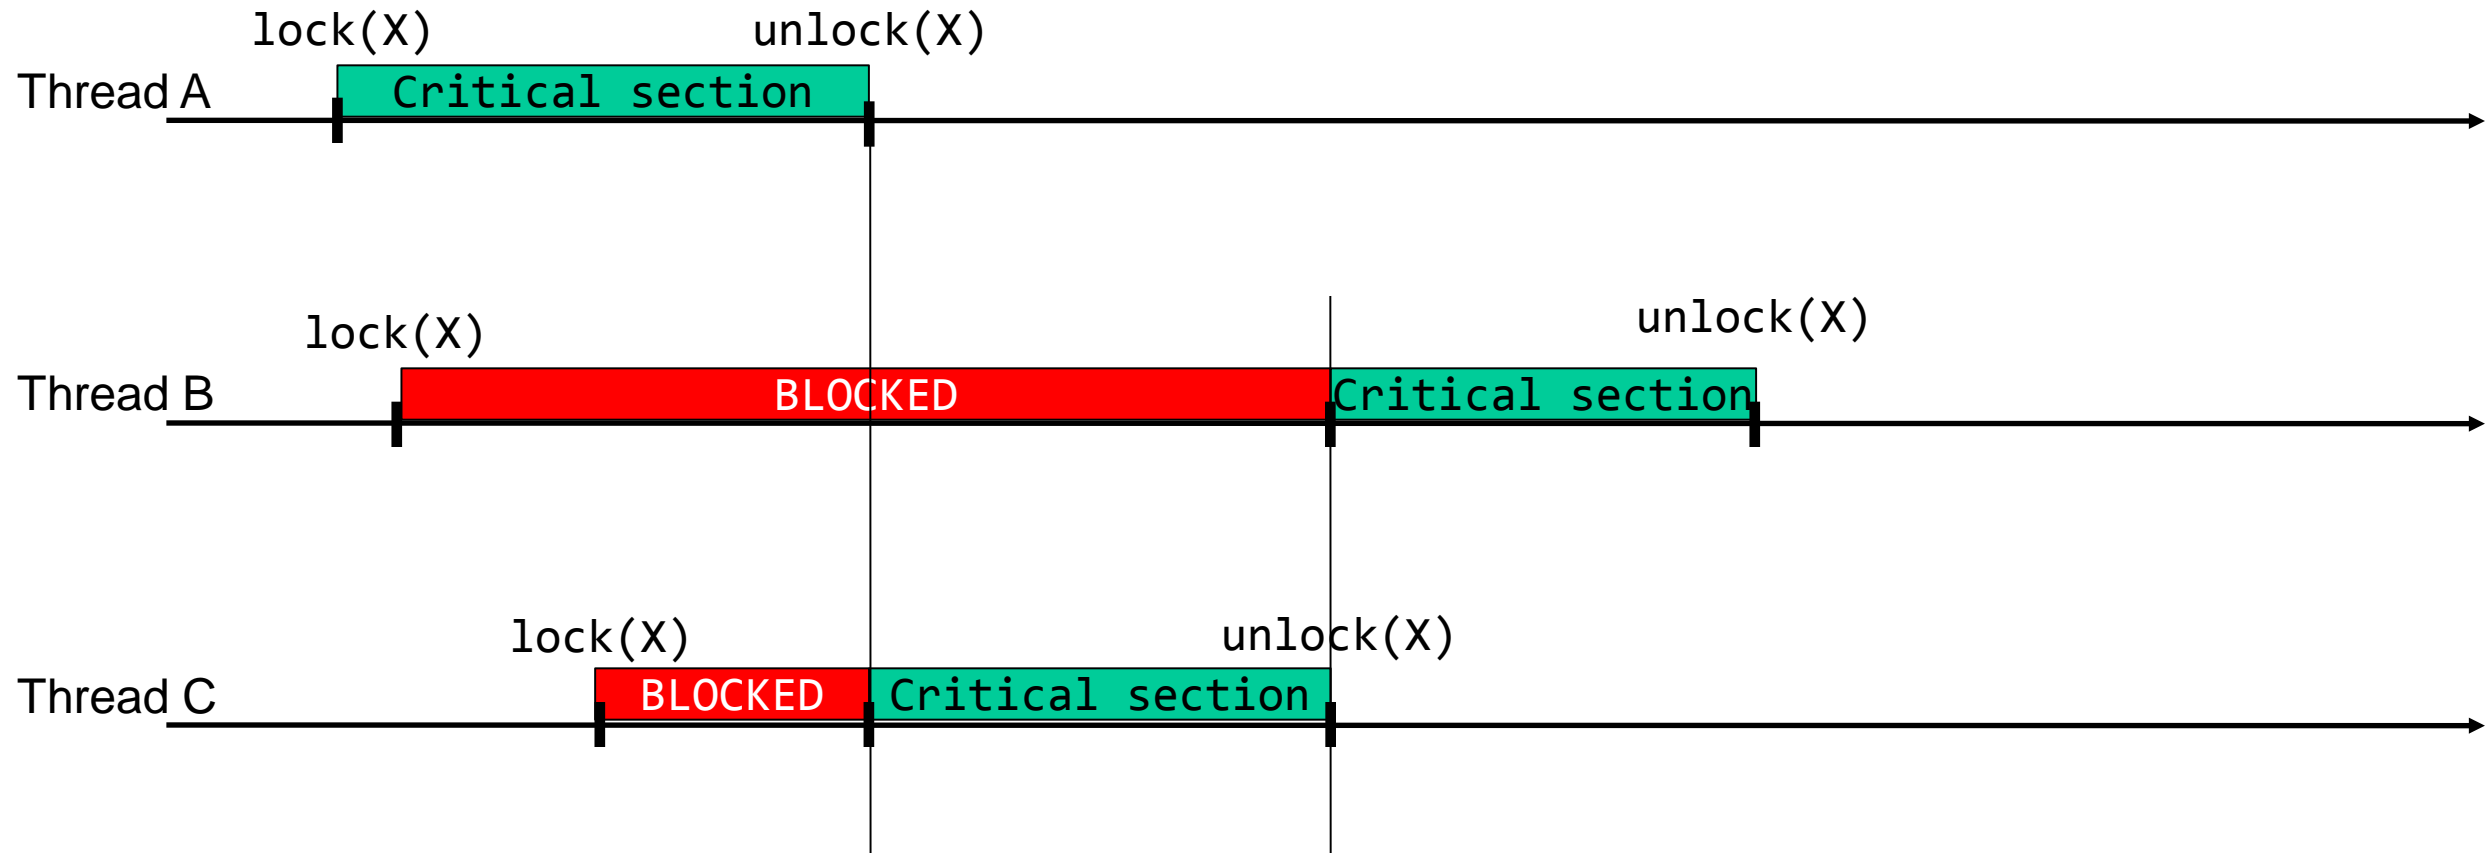 lock(X) unlock(X)
Thread A Critical section
lock(X) unlock(X)
Thread B BLOCKED Critical section
lock(X) unlock(X)
Thread C BLOCKED Critical section